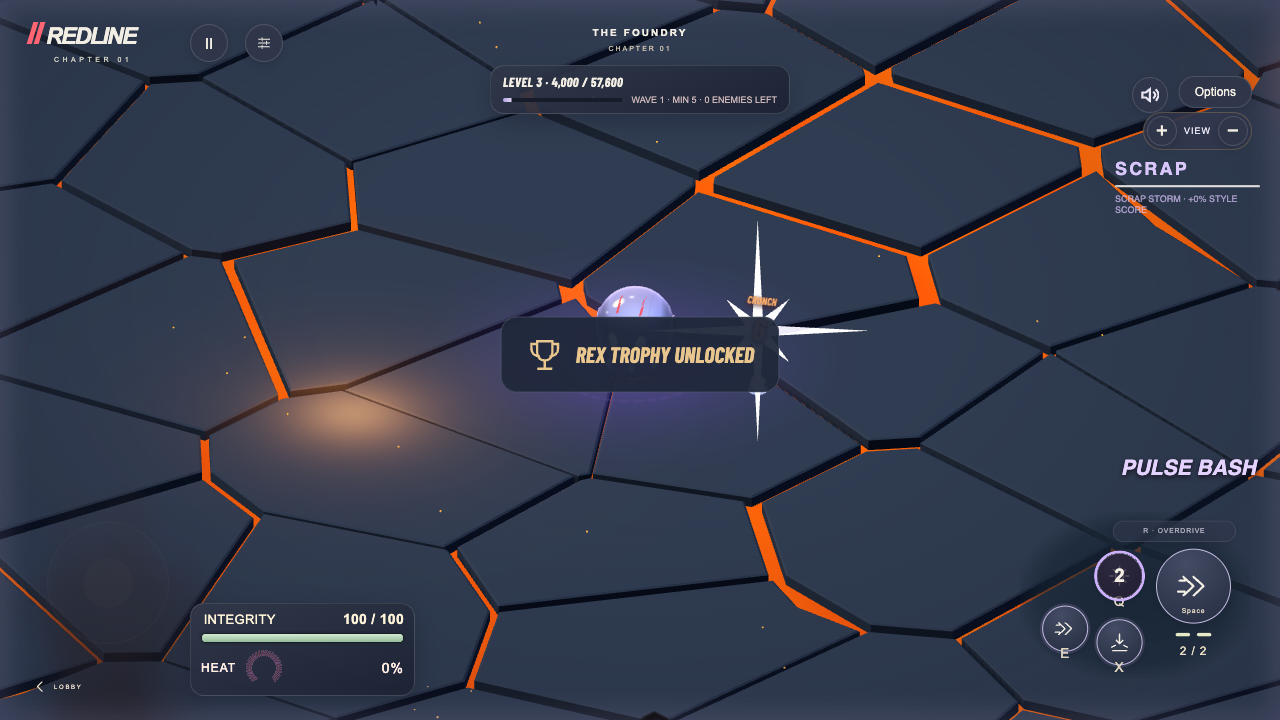 REDLINE
CHAPTER 01
THE FOUNDRY
CHAPTER 01
LEVEL 3 · 4,000 / 57,600
WAVE 1 · MIN 5 · 0 ENEMIES LEFT
Options
+ VIEW −
SCRAP
SCRAP STORM · +0% STYLE
SCORE
CRUNCH
REX TROPHY UNLOCKED
PULSE BASH
R · OVERDRIVE
2
Q
Space
E
X
2 / 2
INTEGRITY 100 / 100
HEAT 0%
LOBBY